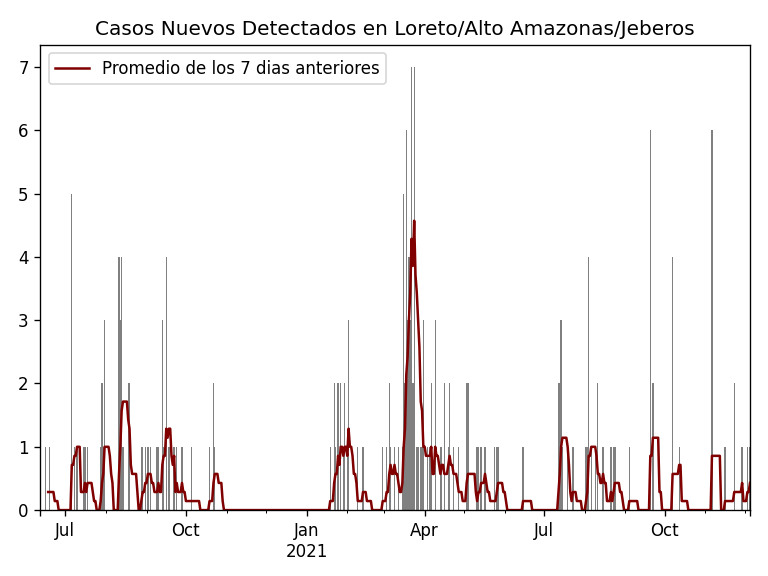 Casos Nuevos Detectados en Loreto/Alto Amazonas/Jeberos
Promedio de los 7 dias anteriores
7
6
5
4
3
2
1
0
Jul
Oct
Jan
2021
Apr
Jul
Oct